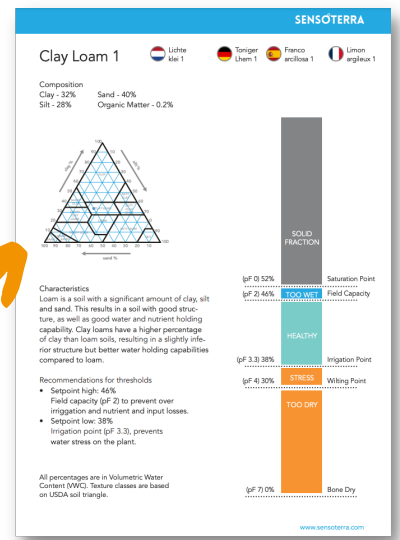 SENSOTERRA
Clay Loam 1
Lichte
klei 1
Toniger
Lhem 1
Franco
arcillosa 1
Limon
argileux 1
Composition
Clay - 32% Sand - 40%
Silt - 28% Organic Matter - 0.2%
clay %
silt %
sand %
Characteristics
Loam is a soil with a significant amount of clay, silt
and sand. This results in a soil with good struc-
ture, as well as good water and nutrient holding
capability. Clay loams have a higher percentage
of clay than loam soils, resulting in a slightly infe-
rior structure but better water holding capabilities
compared to loam.
Recommendations for thresholds
• Setpoint high: 46%
Field capacity (pF 2) to prevent over
irriggation and nutrient and input losses.
• Setpoint low: 38%
Irrigation point (pF 3.3), prevents
water stress on the plant.
All percentages are in Volumetric Water
Content (VWC). Texture classes are based
on USDA soil triangle.
SOLID
FRACTION
(pF 0) 52% Saturation Point
(pF 2) 46% TOO WET Field Capacity
HEALTHY
(pF 3.3) 38% Irrigation Point
(pF 4) 30% STRESS Wilting Point
TOO DRY
(pF 7) 0% Bone Dry
www.sensoterra.com